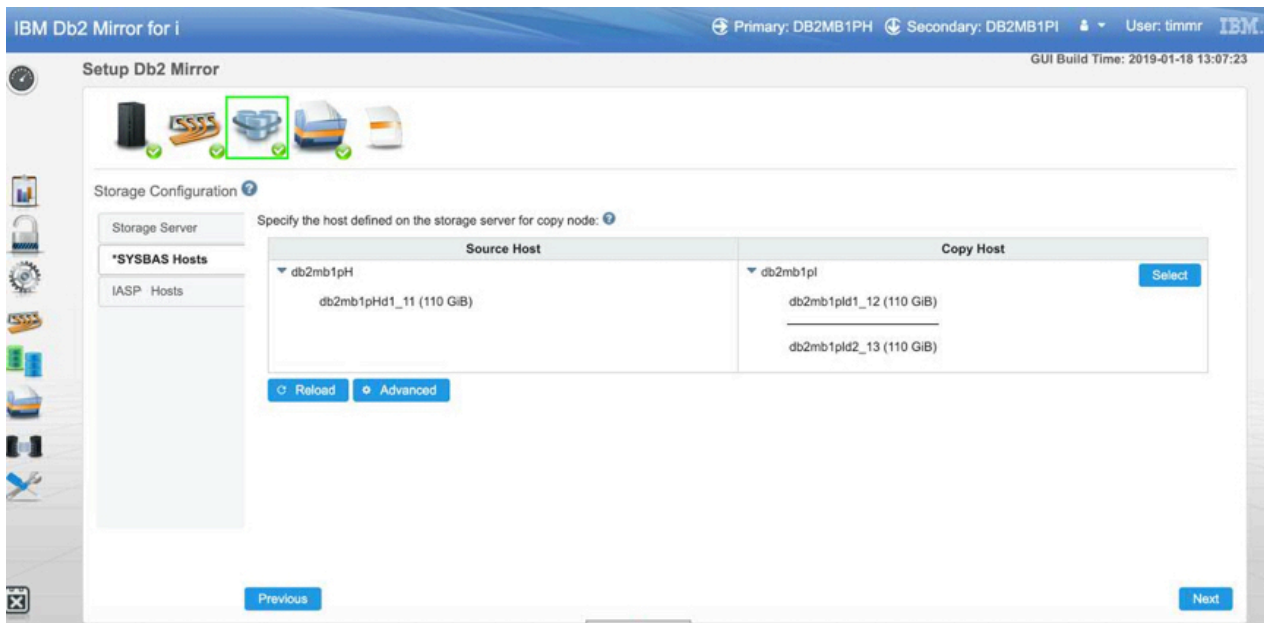 IBM Db2 Mirror for i
Primary: DB2MB1PH Secondary: DB2MB1PI User: timmr IBM.
GUI Build Time: 2019-01-18 13:07:23
Setup Db2 Mirror
Storage Configuration
Storage Server
*SYSBAS Hosts
IASP Hosts
Specify the host defined on the storage server for copy node:
Source Host Copy Host
db2mb1pH db2mb1pI Select
db2mb1pHd1_11 (110 GiB) db2mb1pId1_12 (110 GiB)
db2mb1pId2_13 (110 GiB)
Reload Advanced
Previous Next